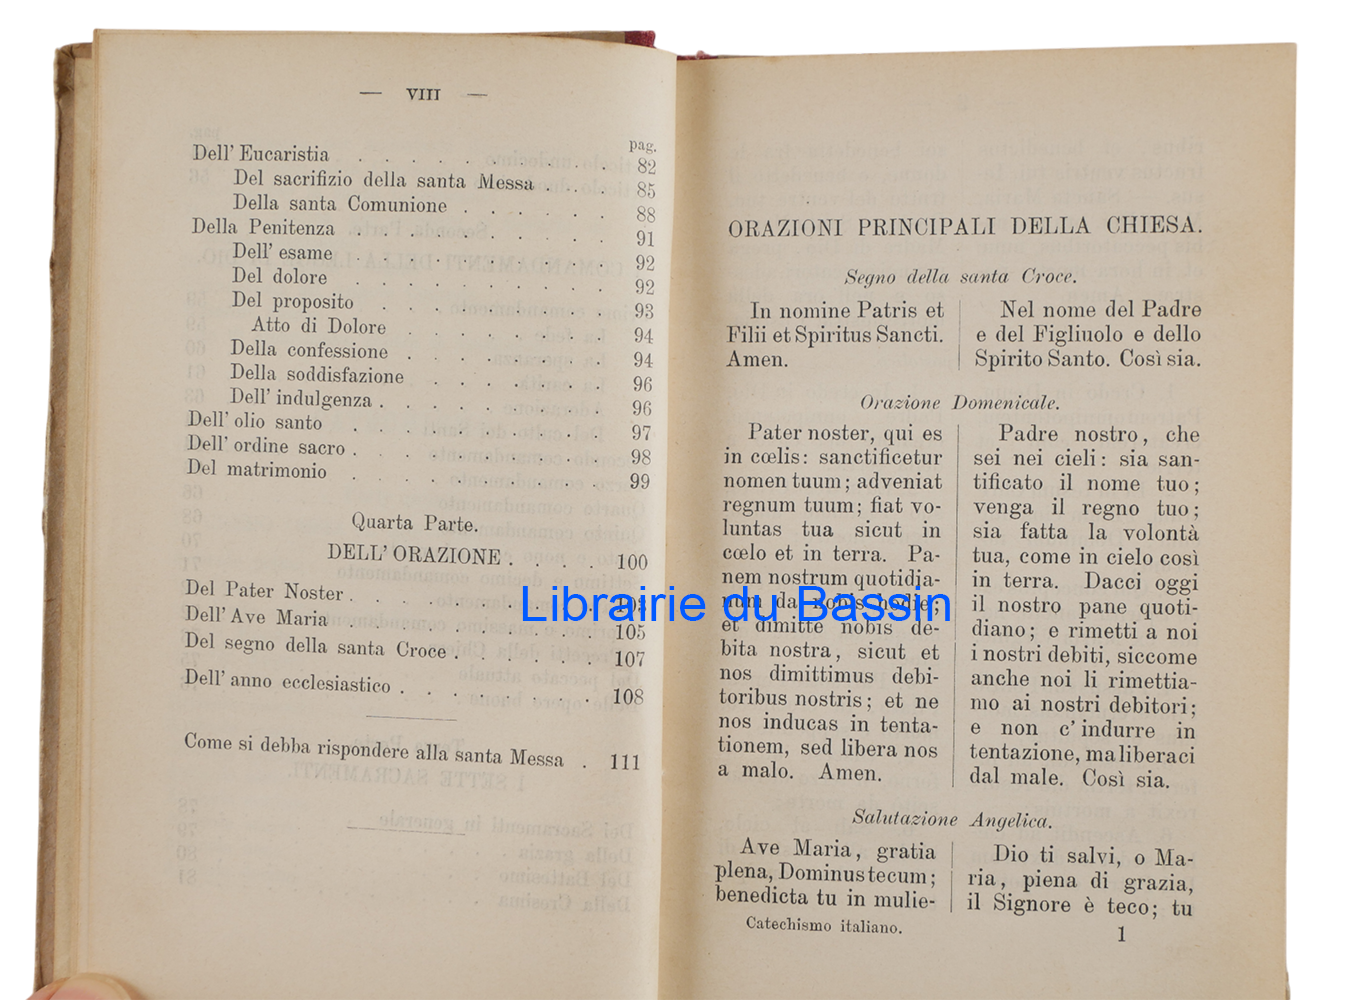 — VIII —
pag.
Dell' Eucaristia . . . . . . . . . . 82
Del sacrifizio della santa Messa . . . 85
Della santa Comunione . . . . . . 88
Della Penitenza . . . . . . . . . . 91
Dell' esame . . . . . . . . . . 92
Del dolore . . . . . . . . . . 92
Del proposito . . . . . . . . . 93
Atto di Dolore . . . . . . . . 94
Della confessione . . . . . . . . 94
Della soddisfazione . . . . . . . 96
Dell' indulgenza . . . . . . . . . 96
Dell' olio santo . . . . . . . . . . 97
Dell' ordine sacro . . . . . . . . . . 98
Del matrimonio . . . . . . . . . . 99
Quarta Parte.
DELL' ORAZIONE . . . . . 100
Del Pater Noster . . . . . . . . . .
Dell' Ave Maria . . . . . . . . . . 105
Del segno della santa Croce . . . . . . 107
Dell' anno ecclesiastico . . . . . . . . 108
Come si debba rispondere alla santa Messa . 111
ORAZIONI PRINCIPALI DELLA CHIESA.
Segno della santa Croce.
In nomine Patris et
Filii et Spiritus Sancti.
Amen.
Nel nome del Padre
e del Figliuolo e dello
Spirito Santo. Così sia.
Orazione Domenicale.
Pater noster, qui es
in cœlis: sanctificetur
nomen tuum; adveniat
regnum tuum; fiat vo-
luntas tua sicut in
cœlo et in terra. Pa-
nem nostrum quotidia-
num da nobis hodie;
et dimitte nobis de-
bita nostra, sicut et
nos dimittimus debi-
toribus nostris; et ne
nos inducas in tenta-
tionem, sed libera nos
a malo. Amen.
Padre nostro, che
sei nei cieli: sia san-
tificato il nome tuo;
venga il regno tuo;
sia fatta la volontà
tua, come in cielo così
in terra. Dacci oggi
il nostro pane quoti-
diano; e rimetti a noi
i nostri debiti, siccome
anche noi li rimettia-
mo ai nostri debitori;
e non c' indurre in
tentazione, ma liberaci
dal male. Così sia.
Salutazione Angelica.
Ave Maria, gratia
plena, Dominus tecum;
benedicta tu in mulie-
Dio ti salvi, o Ma-
ria, piena di grazia,
il Signore è teco; tu
Catechismo italiano.
1
Librairie du Bassin